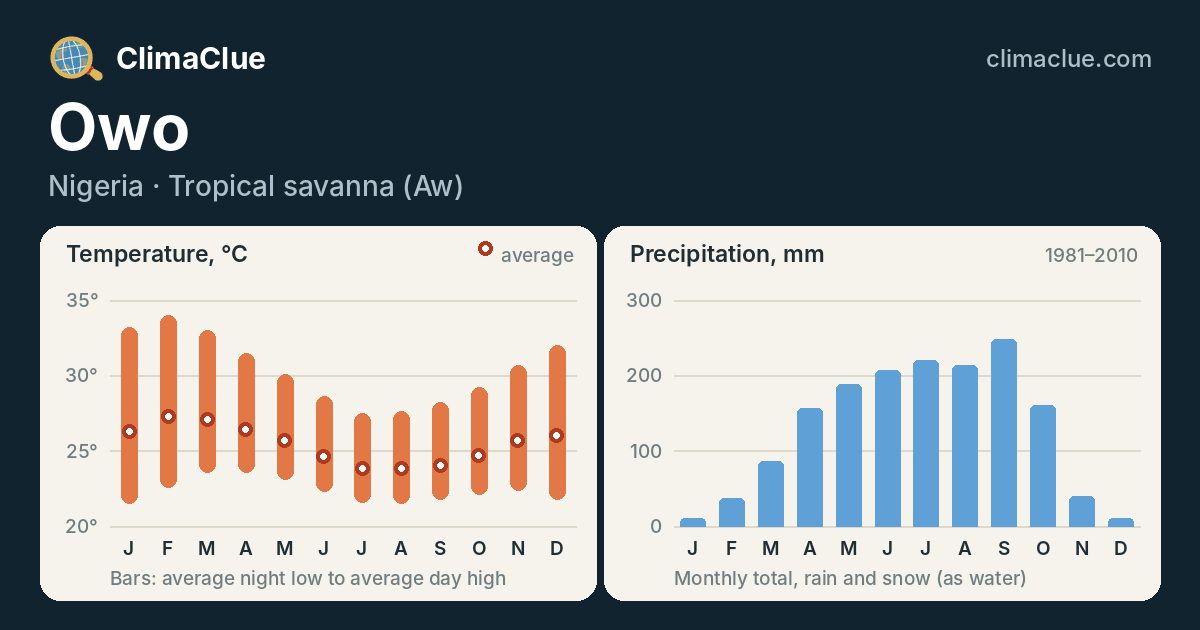 ClimaClue
climaclue.com
Owo
Nigeria · Tropical savanna (Aw)
Temperature, °C
average
35°
30°
25°
20°
J F M A M J J A S O N D
Bars: average night low to average day high
Precipitation, mm
1981–2010
300
200
100
0
J F M A M J J A S O N D
Monthly total, rain and snow (as water)